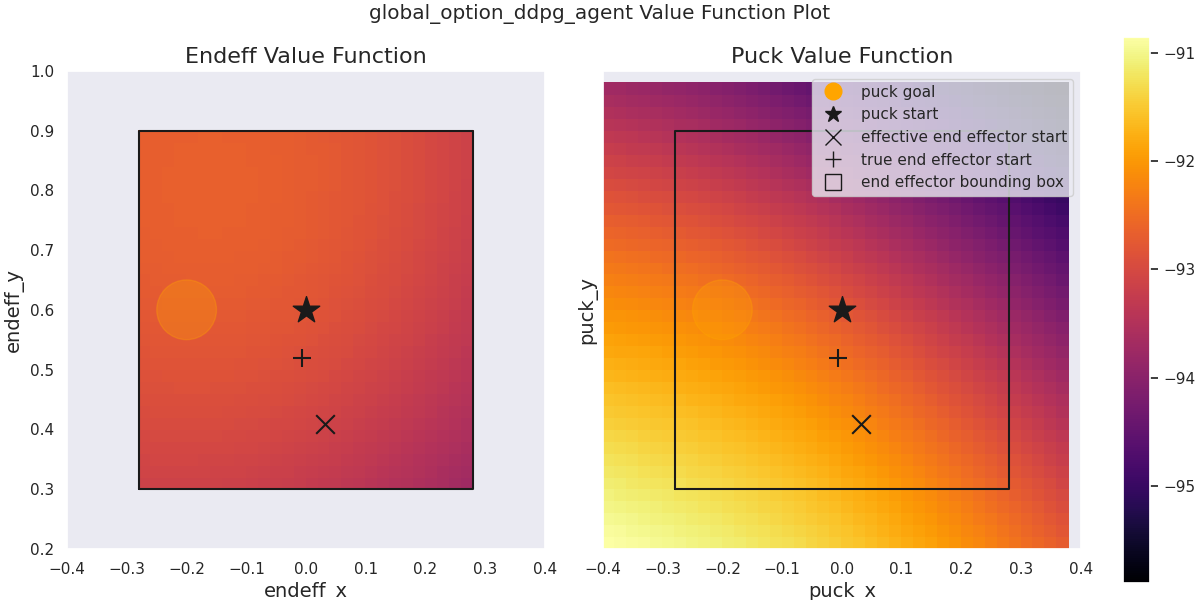 global_option_ddpg_agent Value Function Plot
Endeff Value Function
Puck Value Function
1.0
0.9
0.8
0.7
0.6
0.5
0.4
0.3
0.2
endeff_y
−0.4 −0.3 −0.2 −0.1 0.0 0.1 0.2 0.3 0.4
endeff_x
puck_y
puck goal
puck start
effective end effector start
true end effector start
end effector bounding box
−0.4 −0.3 −0.2 −0.1 0.0 0.1 0.2 0.3 0.4
puck_x
−91
−92
−93
−94
−95